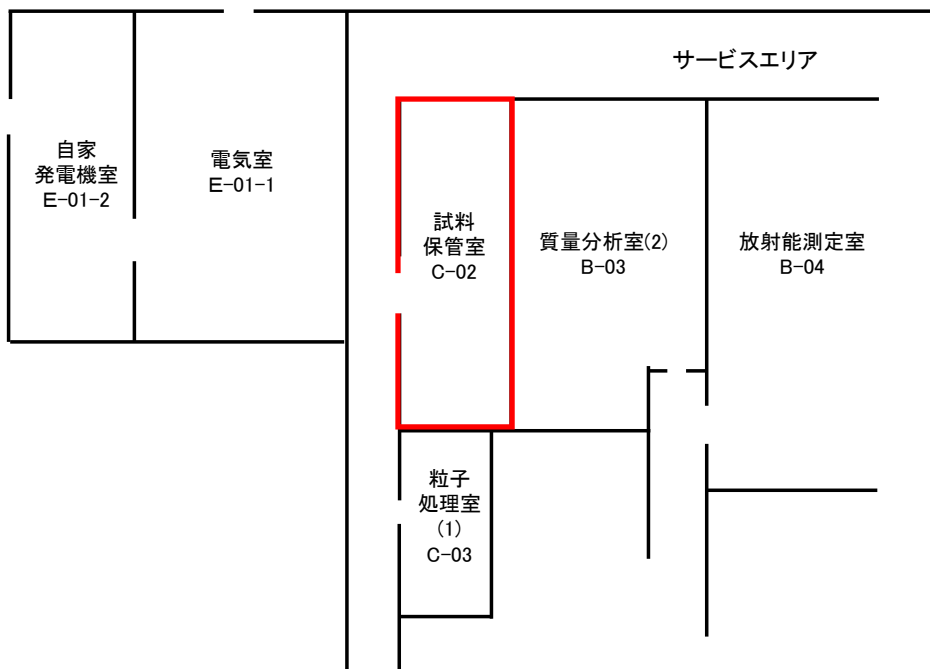 サービスエリア
自家
発電機室
E-01-2
電気室
E-01-1
試料
保管室
C-02
質量分析室(2)
B-03
放射能測定室
B-04
粒子
処理室
(1)
C-03